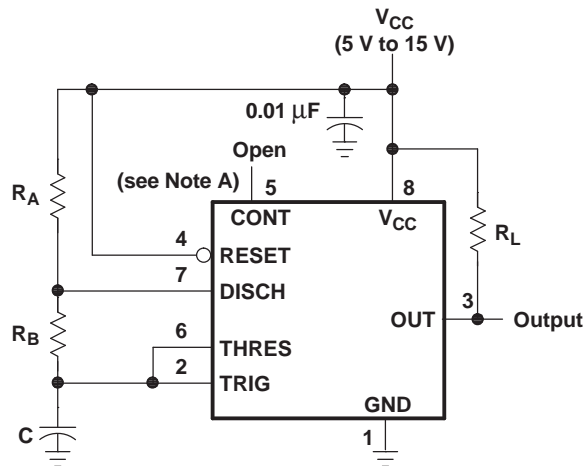 VCC
(5 V to 15 V)
0.01 μF
Open
(see Note A)
5
8
RA
CONT
VCC
RL
4
RESET
7
DISCH
3
OUT
Output
RB
6
THRES
2
TRIG
GND
C
1